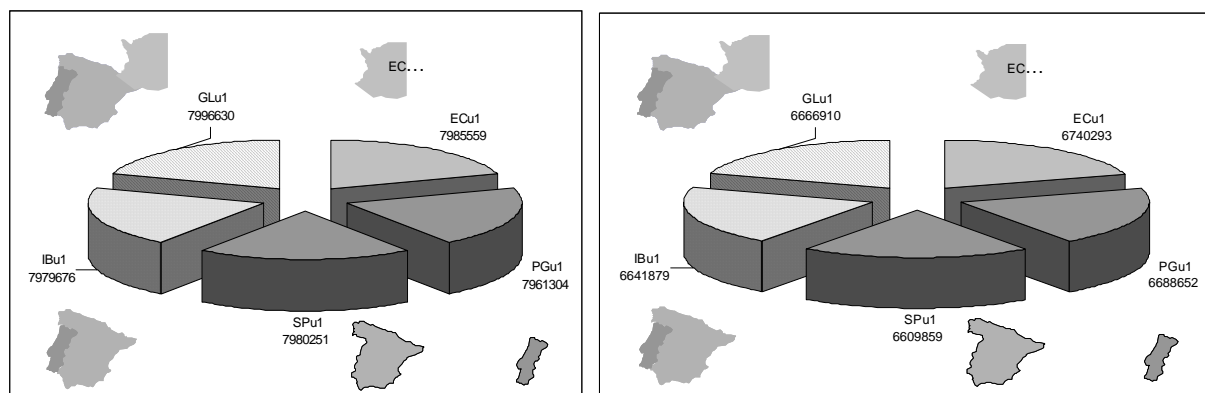 EC...
GLu1
7996630
ECu1
7985559
IBu1
7979676
PGu1
7961304
SPu1
7980251
EC...
GLu1
6666910
ECu1
6740293
IBu1
6641879
PGu1
6688652
SPu1
6609859